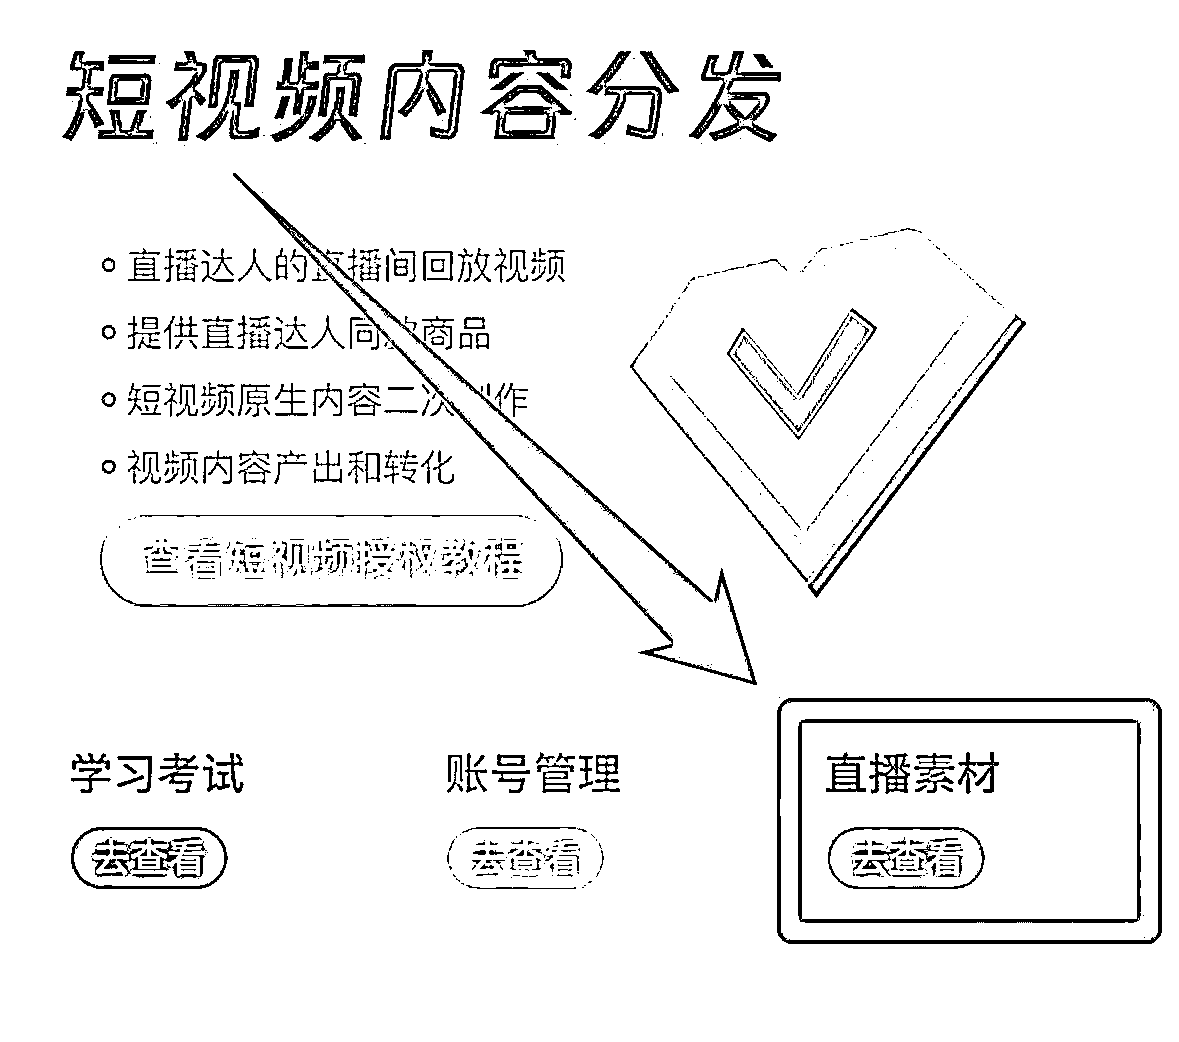 短视频内容分发
直播达人的直播间回放视频
提供直播达人同款商品
短视频原生内容二次创作
视频内容产出和转化
查看短视频授权教程
学习考试
账号管理
直播素材
去查看
去查看
去查看